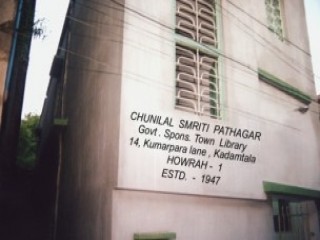 CHUNILAL SMRITI PATHAGAR
Govt. Spons. Town Library
14, Kumarpara lane, Kadamtala
HOWRAH - 1
ESTD. - 1947